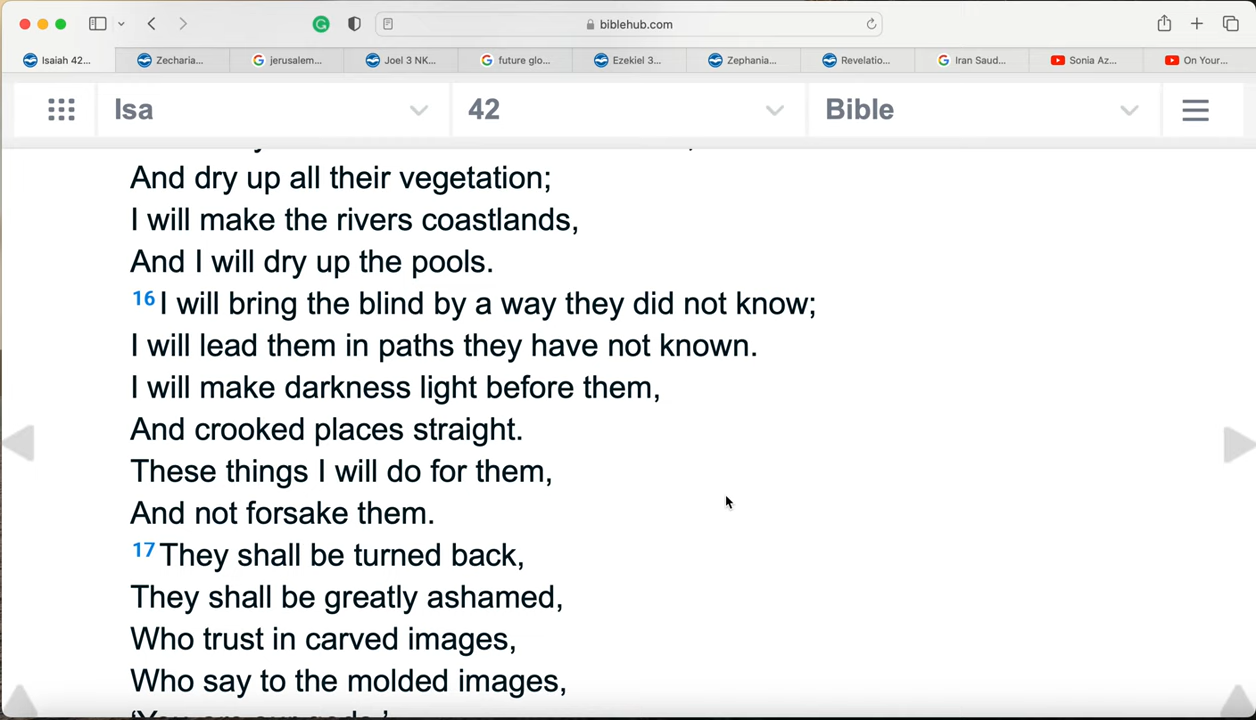 biblehub.com
Isaiah 42...
Zecharia...
jerusalem...
Joel 3 NK...
future glo...
Ezekiel 3...
Zephania...
Revelatio...
Iran Saud...
Sonia Az...
On Your...
Isa
42
Bible
And dry up all their vegetation;
I will make the rivers coastlands,
And I will dry up the pools.
16 I will bring the blind by a way they did not know;
I will lead them in paths they have not known.
I will make darkness light before them,
And crooked places straight.
These things I will do for them,
And not forsake them.
17 They shall be turned back,
They shall be greatly ashamed,
Who trust in carved images,
Who say to the molded images,